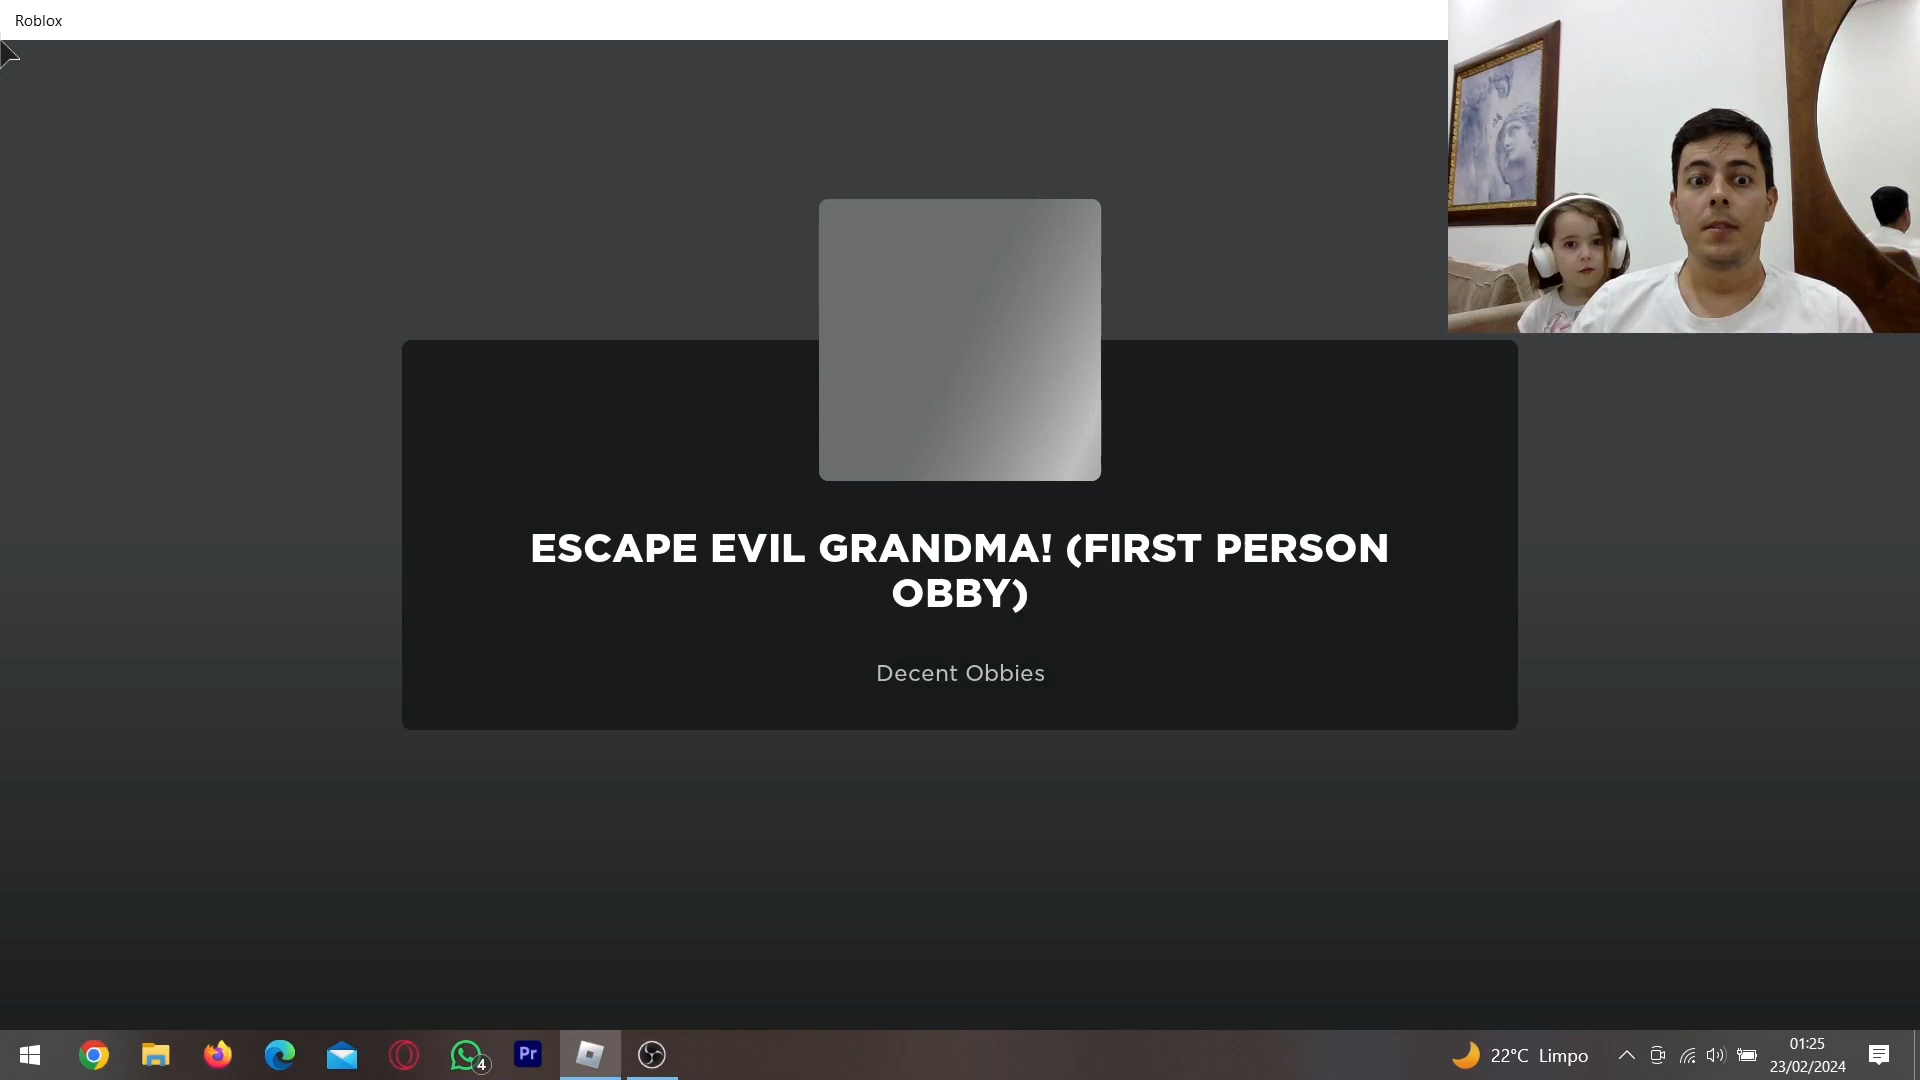 Roblox
ESCAPE EVIL GRANDMA! (FIRST PERSON
OBBY)
Decent Obbies
4
Pr
22°C Limpo
01:25
23/02/2024